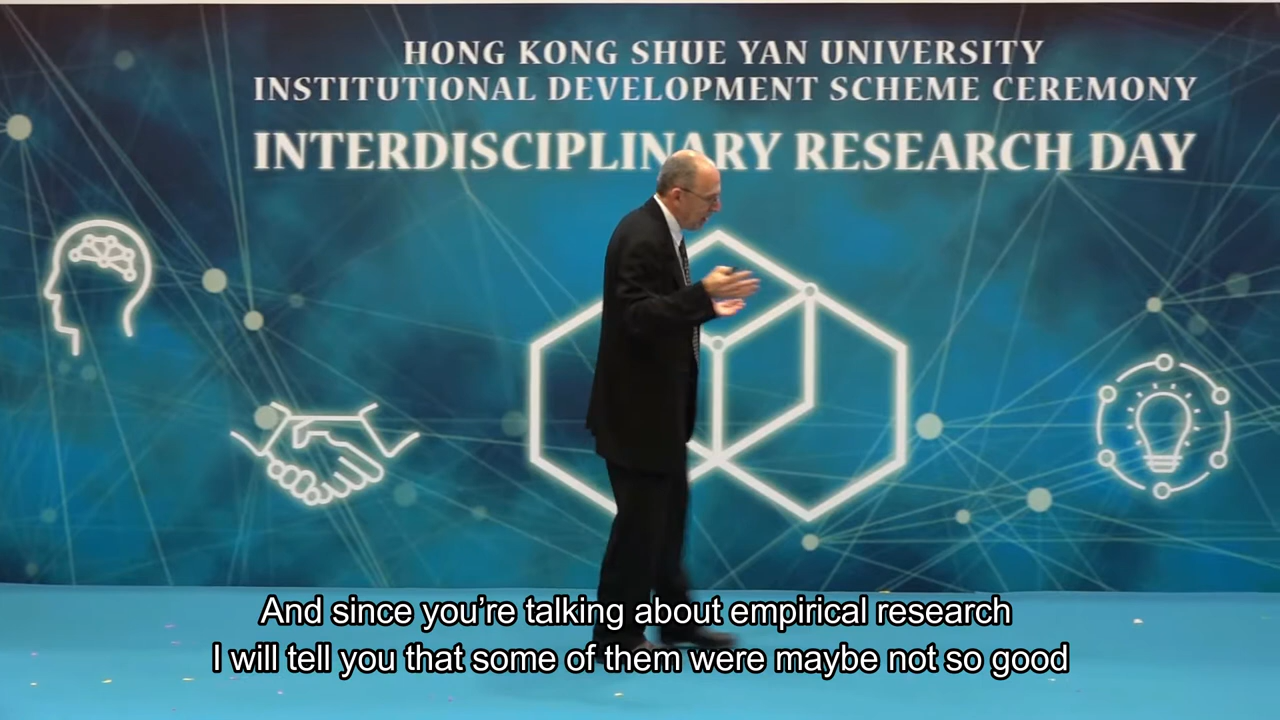 HONG KONG SHUE YAN UNIVERSITY
INSTITUTIONAL DEVELOPMENT SCHEME CEREMONY
INTERDISCIPLINARY RESEARCH DAY
And since you’re talking about empirical research
I will tell you that some of them were maybe not so good